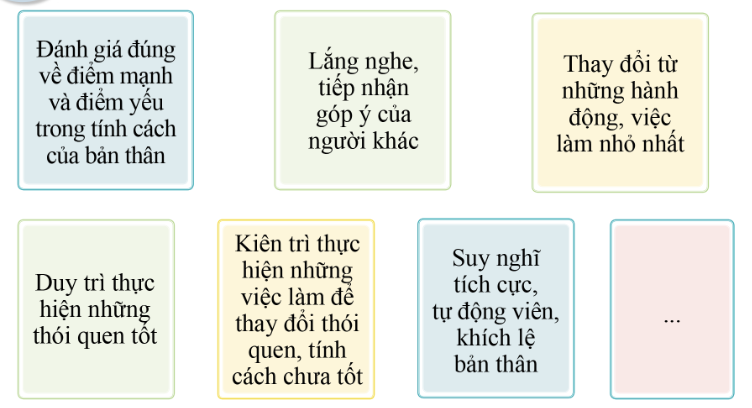 Đánh giá đúng
về điểm mạnh
và điểm yếu
trong tính cách
của bản thân
Lắng nghe,
tiếp nhận
góp ý của
người khác
Thay đổi từ
những hành
động, việc
làm nhỏ nhất
Duy trì thực
hiện những
thói quen tốt
Kiên trì thực
hiện những
việc làm để
thay đổi thói
quen, tính
cách chưa tốt
Suy nghĩ
tích cực,
tự động viên,
khích lệ
bản thân
...